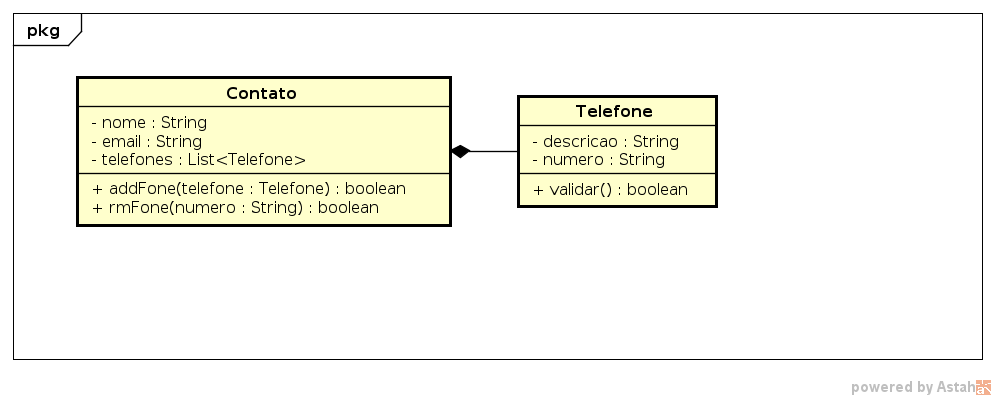 pkg
Contato
- nome : String
- email : String
- telefones : List<Telefone>
+ addFone(telefone : Telefone) : boolean
+ rmFone(numero : String) : boolean
Telefone
- descricao : String
- numero : String
+ validar() : boolean
powered by Astah